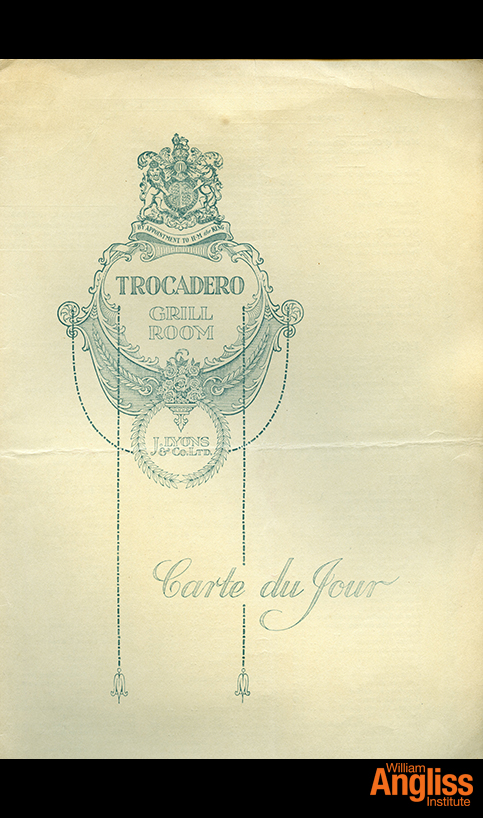 BY APPOINTMENT TO H·M the KING
TROCADERO
GRILL
ROOM
J. LYONS
& Co. LTD.
Carte du Jour
William
Angliss
Institute